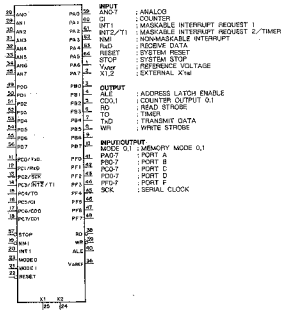 INPUT
AN0-7 ; ANALOG
CI ; COUNTER
INT1 ; MASKABLE INTERRUPT REQUEST 1
INT2/T1 ; MASKABLE INTERRUPT REQUEST 2/TIMER
NMI ; NON-MASKABLE INTERRUPT
RxD ; RECEIVE DATA
RESET ; SYSTEM RESET
STOP ; SYSTEM STOP
VAREF ; REFERENCE VOLTAGE
X1,2 ; EXTERNAL X'tal
OUTPUT
ALE ; ADDRESS LATCH ENABLE
CO0,1 ; COUNTER OUTPUT 0,1
RD ; READ STROBE
TO ; TIMER
TxD ; TRANSMIT DATA
WR ; WRITE STROBE
INPUT/OUTPUT
MODE 0,1 ; MEMORY MODE 0,1
PA0-7 ; PORT A
PB0-7 ; PORT B
PC0-7 ; PORT C
PD0-7 ; PORT D
PF0-7 ; PORT F
SCK ; SERIAL CLOCK
AN0
AN1
AN2
AN3
AN4
AN5
AN6
AN7
PD0
PD1
PD2
PD3
PD4
PD5
PD6
PD7
PC0/TxD
PC1/RxD
PC2/SCK
PC3/INT2/T1
PC4/TO
PC5/CI
PC6/CO0
PC7/CO1
STOP
NMI
INT1
MODE0
MODE1
RESET
PA0
PA1
PA2
PA3
PA4
PA5
PA6
PA7
PB0
PB1
PB2
PB3
PB4
PB5
PB6
PB7
PF0
PF1
PF2
PF3
PF4
PF5
PF6
PF7
RD
WR
ALE
VAREF
X1 X2
25 24